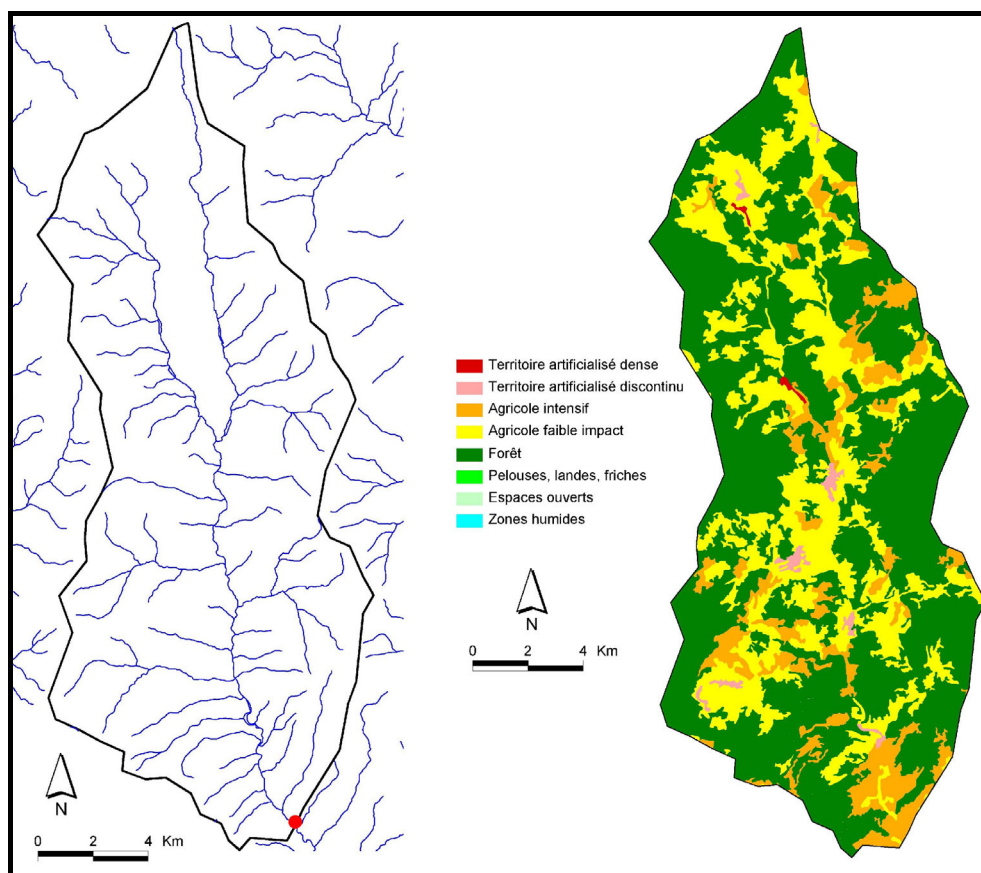 Territoire artificialisé dense
Territoire artificialisé discontinu
Agricole intensif
Agricole faible impact
Forêt
Pelouses, landes, friches
Espaces ouverts
Zones humides
N
0 2 4 Km
N
0 2 4 Km